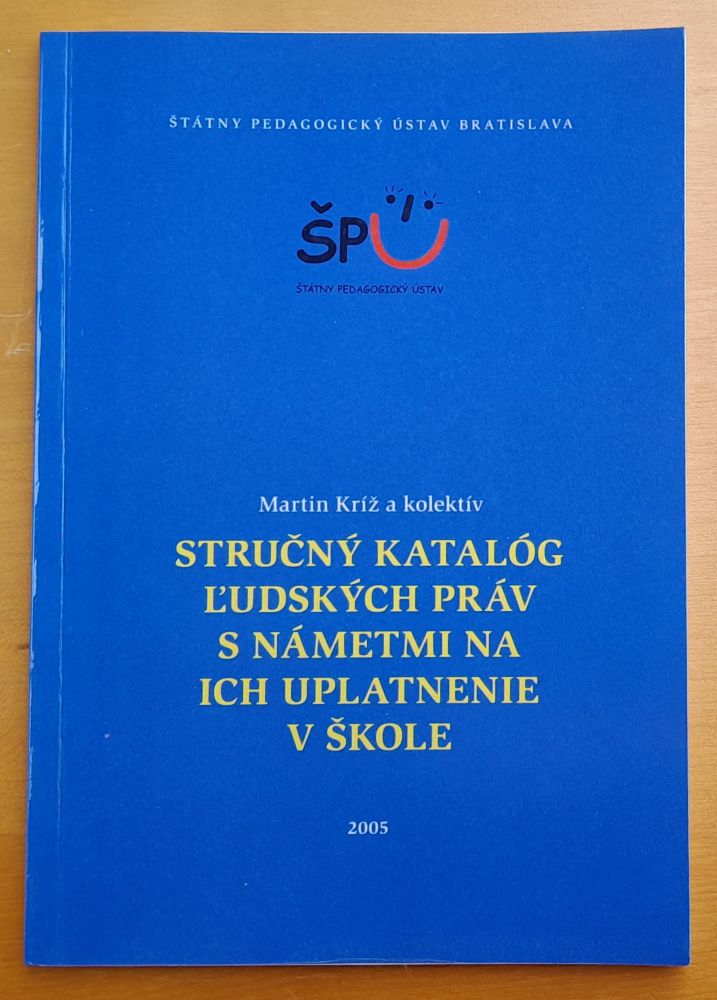 ŠTÁTNY PEDAGOGICKÝ ÚSTAV BRATISLAVA
ŠPÚ
ŠTÁTNY PEDAGOGICKÝ ÚSTAV
Martin Kríž a kolektív
STRUČNÝ KATALÓG
ĽUDSKÝCH PRÁV
S NÁMETMI NA
ICH UPLATNENIE
V ŠKOLE
2005